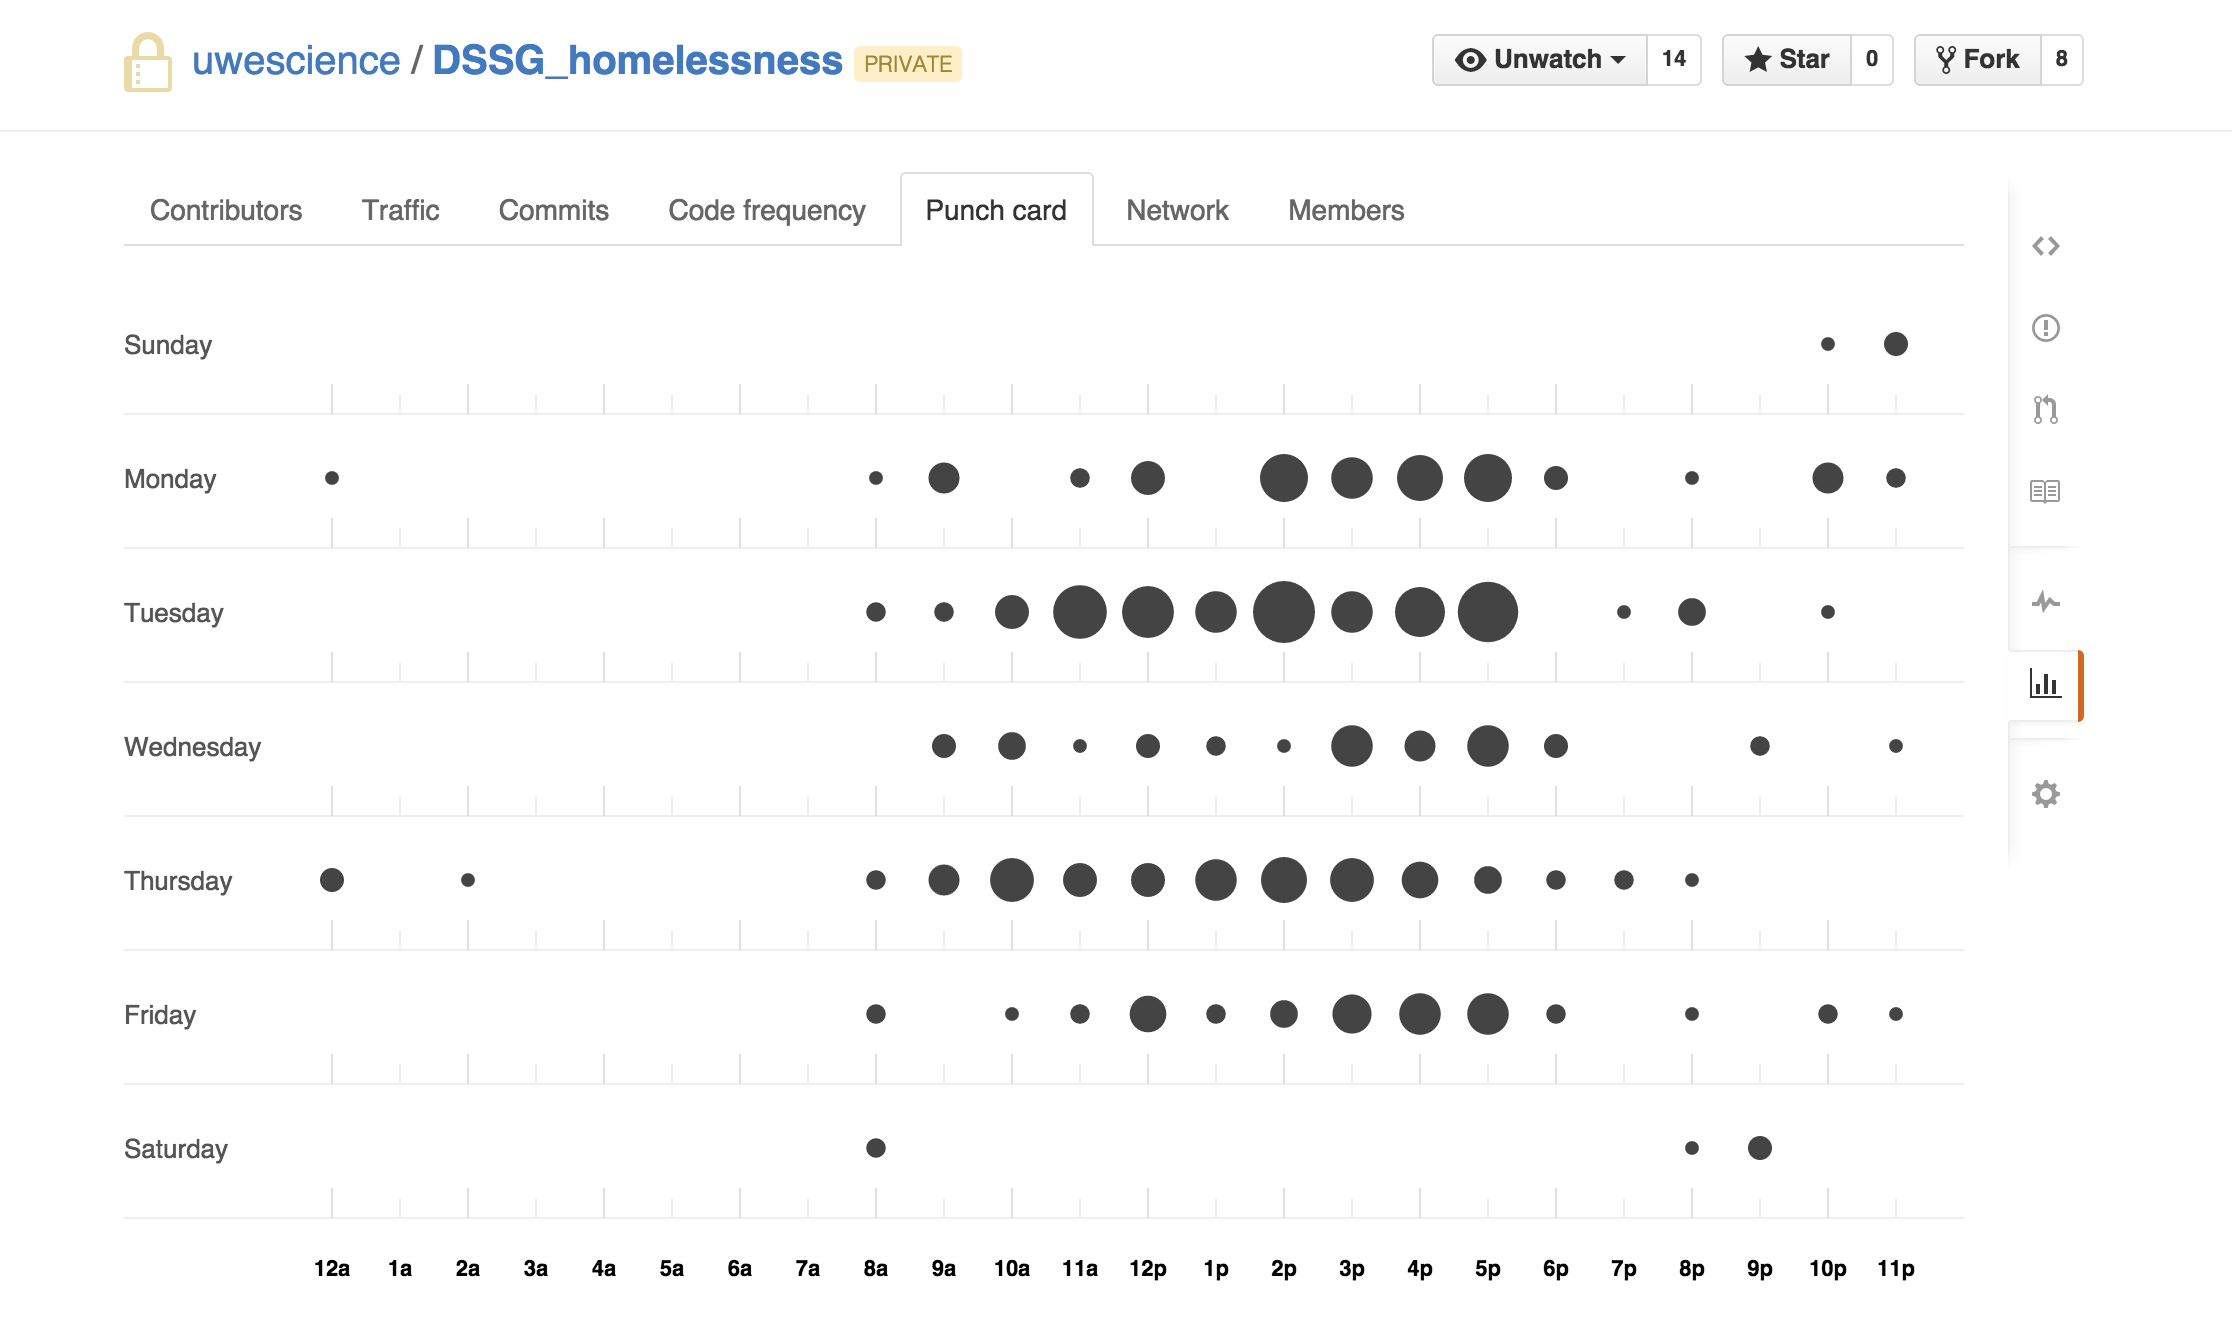 uwescience / DSSG_homelessness PRIVATE Unwatch 14 Star 0 Fork 8
Contributors Traffic Commits Code frequency Punch card Network Members
Sunday
Monday
Tuesday
Wednesday
Thursday
Friday
Saturday
12a 1a 2a 3a 4a 5a 6a 7a 8a 9a 10a 11a 12p 1p 2p 3p 4p 5p 6p 7p 8p 9p 10p 11p